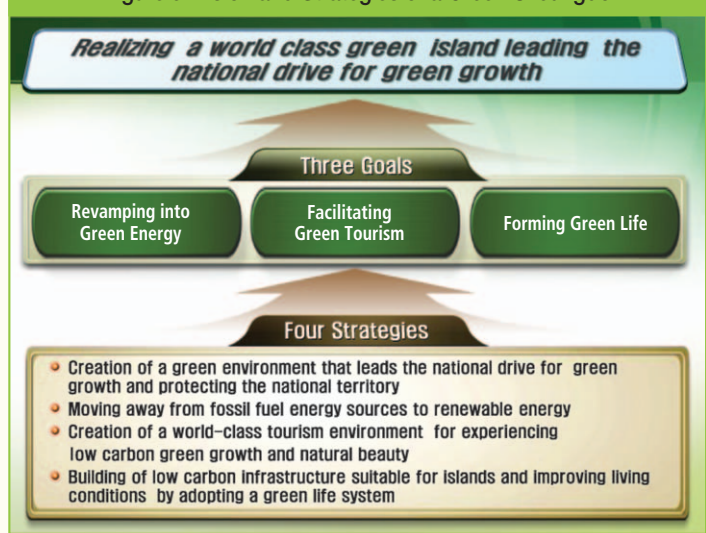 Realizing a world class green island leading the
national drive for green growth
Three Goals
Revamping into
Green Energy
Facilitating
Green Tourism
Forming Green Life
Four Strategies
Creation of a green environment that leads the national drive for green
growth and protecting the national territory
Moving away from fossil fuel energy sources to renewable energy
Creation of a world-class tourism environment for experiencing
low carbon green growth and natural beauty
Building of low carbon infrastructure suitable for islands and improving living
conditions by adopting a green life system